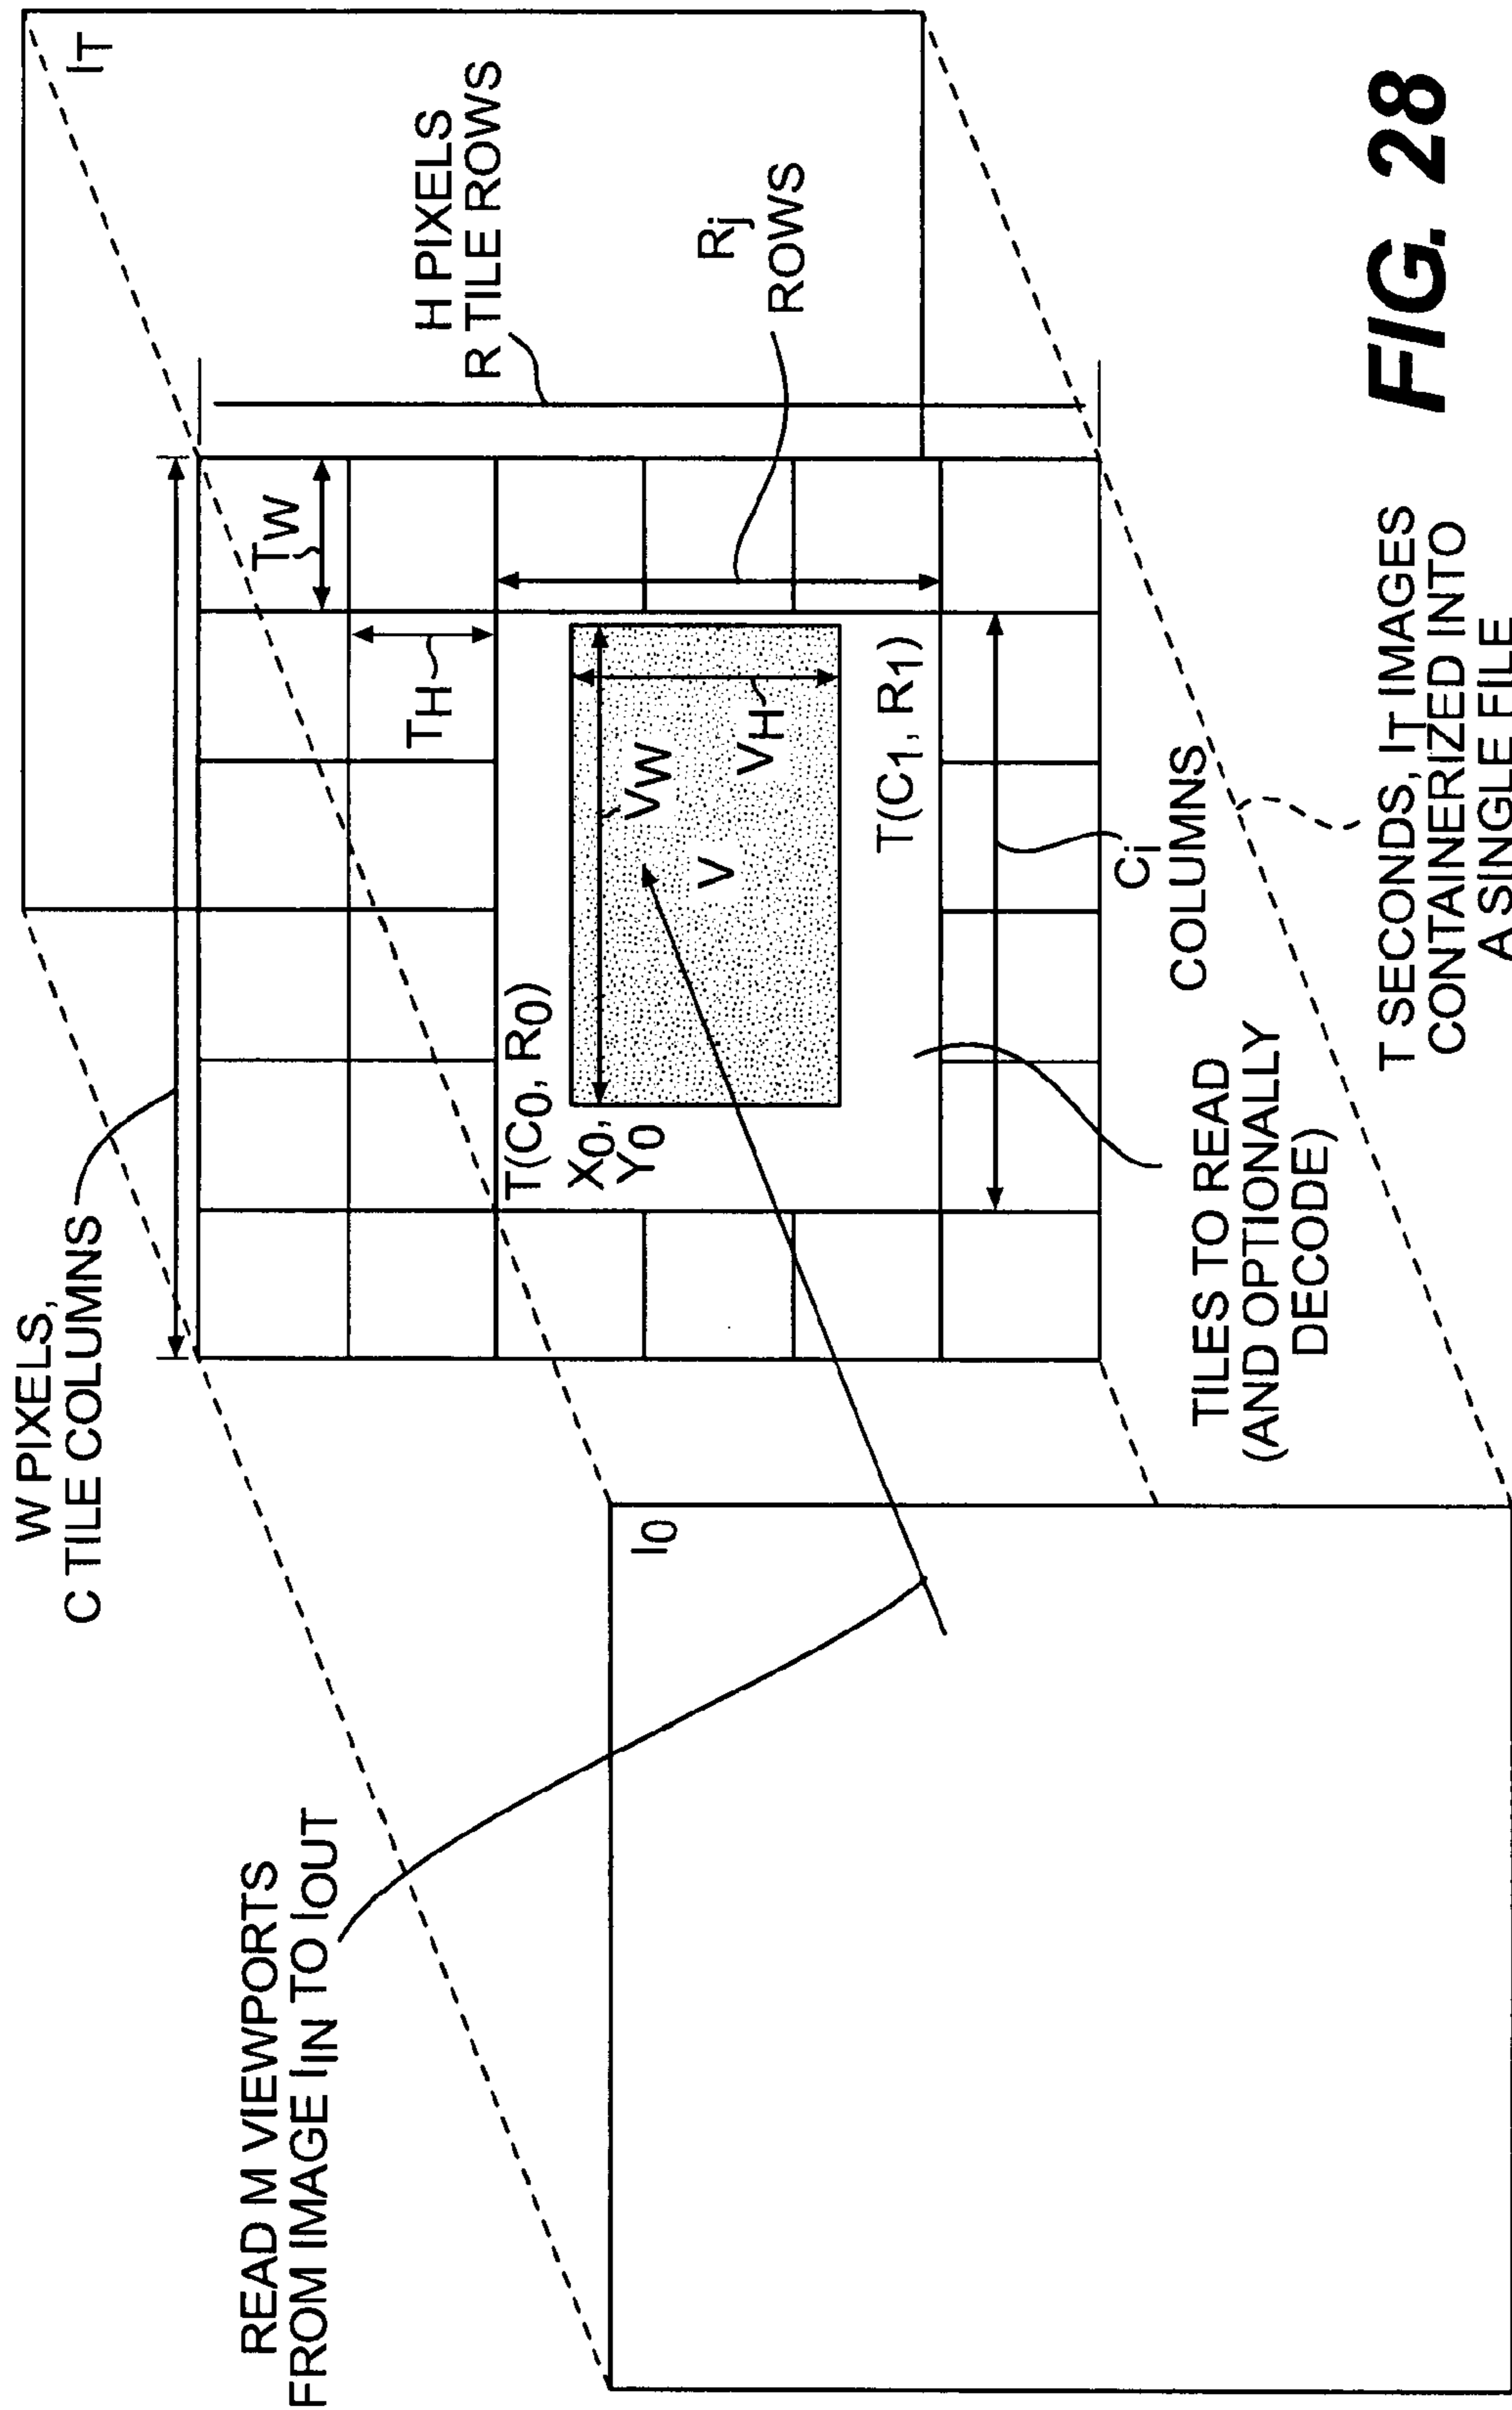 W PIXELS,
C TILE COLUMNS
READ M VIEWPORTS
FROM IMAGE IIN TO IOUT
IT
H PIXELS
R TILE ROWS
Rj
ROWS
TW
TH
T(C0, R0)
X0,
Y0
VW
VH
V
T(C1, R1)
Ci
COLUMNS
I0
TILES TO READ
(AND OPTIONALLY
DECODE)
T SECONDS, IT IMAGES
CONTAINERIZED INTO
A SINGLE FILE
FIG. 28